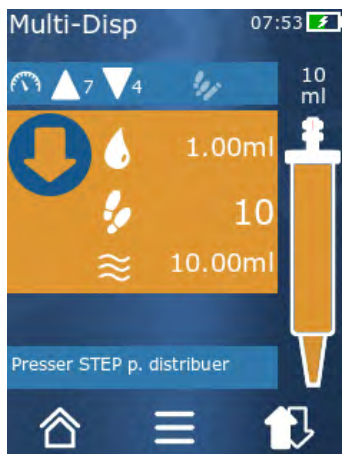 Multi-Disp 07:53
7 4
10
ml
1.00ml
10
10.00ml
Presser STEP p. distribuer